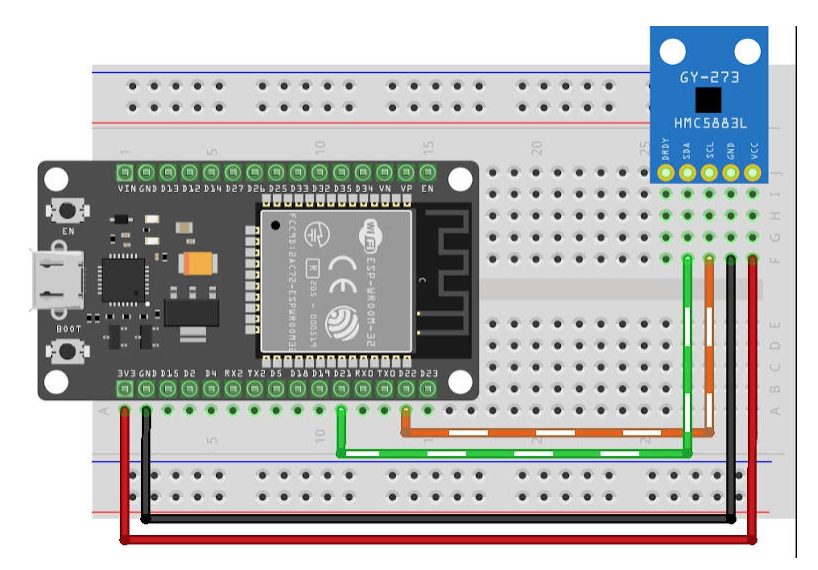 GY-273
HMC5883L
DRDY SDA SCL GND VCC
1 5 10 15 20
J
I
H
G
F
VIN GND D13 D12 D14 D27 D26 D25 D33 D32 D35 D34 VN VP EN
EN
WiFi
ESP-WROOM-32
CE
R
BOOT
E
D
C
B
A
3V3 GND D15 D2 D4 RX2 TX2 D5 D18 D19 D21 RX0 TX0 D22 D23
A
5 10